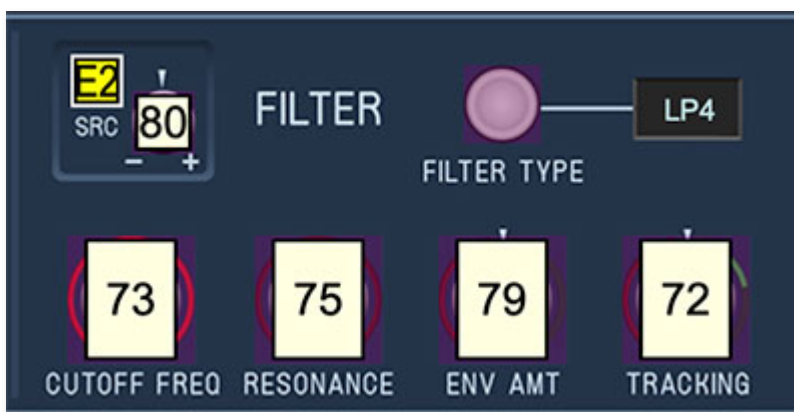 E2
SRC 80
- +
FILTER
FILTER TYPE
LP4
73
75
79
72
CUTOFF FREQ
RESONANCE
ENV AMT
TRACKING